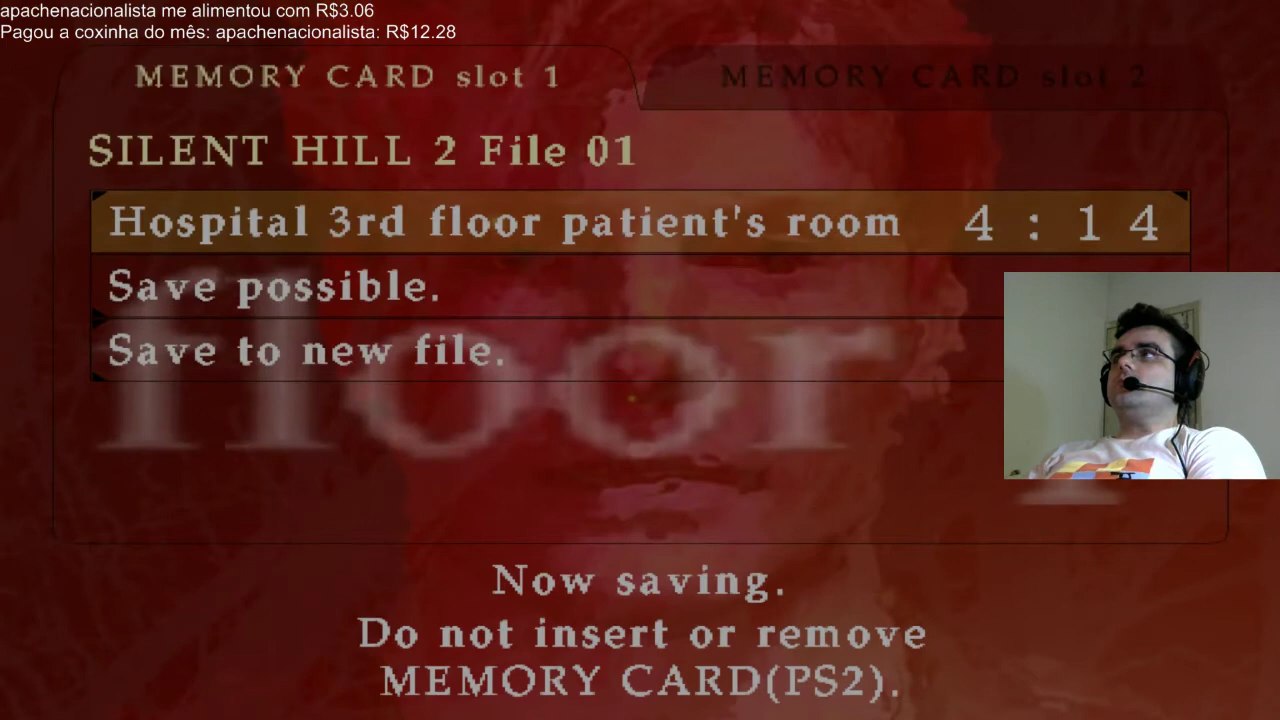 apachenacionalista me alimentou com R$3.06
Pagou a coxinha do mês: apachenacionalista: R$12.28
MEMORY CARD slot 1
MEMORY CARD slot 2
SILENT HILL 2 File 01
Hospital 3rd floor patient's room 4 : 14
Save possible.
Save to new file.
floor
Now saving.
Do not insert or remove
MEMORY CARD(PS2).